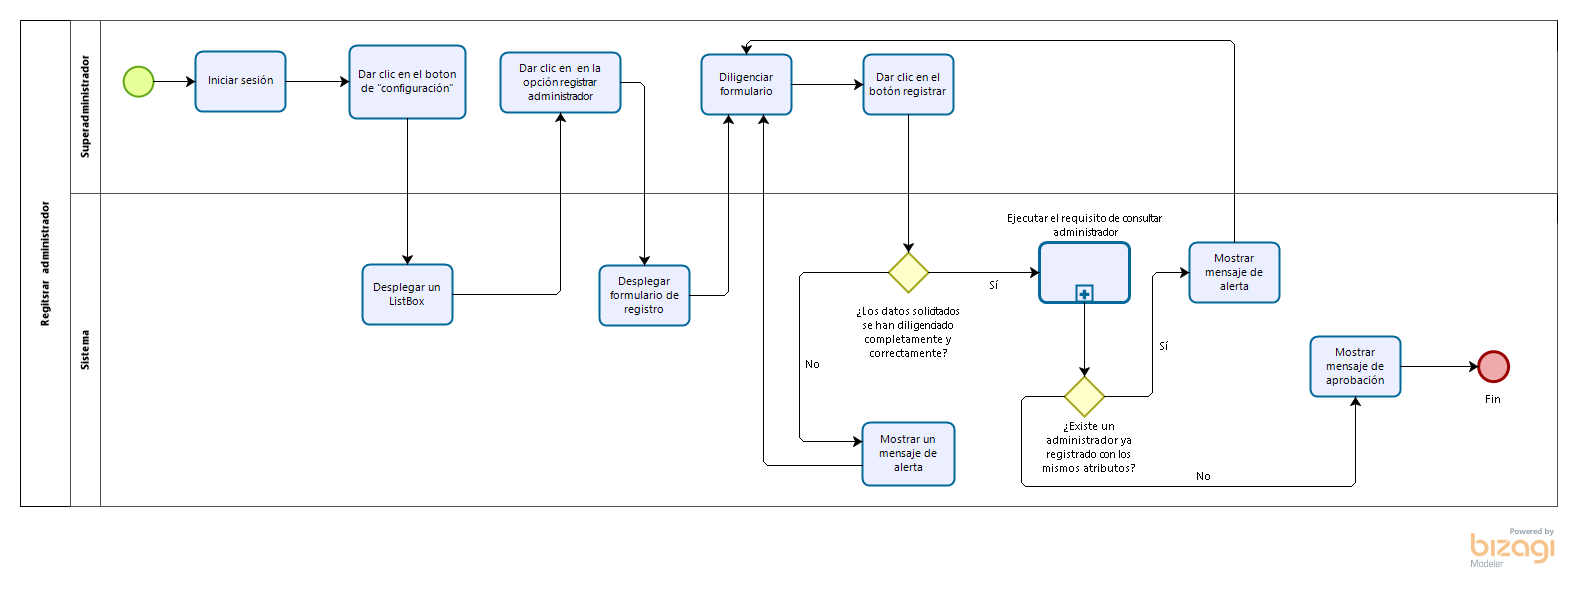 Regitsrar administrador
Superadministrador
Iniciar sesión
Dar clic en el boton
de "configuración"
Dar clic en en la
opción registrar
administrador
Diligenciar
formulario
Dar clic en el
botón registrar
Sistema
Desplegar un
ListBox
Desplegar
formulario de
registro
¿Los datos solicitados
se han diligenciado
completamente y
correctamente?
Sí
No
Ejecutar el requisito de consultar
administrador
Mostrar
mensaje de
alerta
Sí
¿Existe un
administrador ya
registrado con los
mismos atributos?
No
Mostrar un
mensaje de
alerta
Mostrar
mensaje de
aprobación
Fin
Powered by
bizagi
Modeler